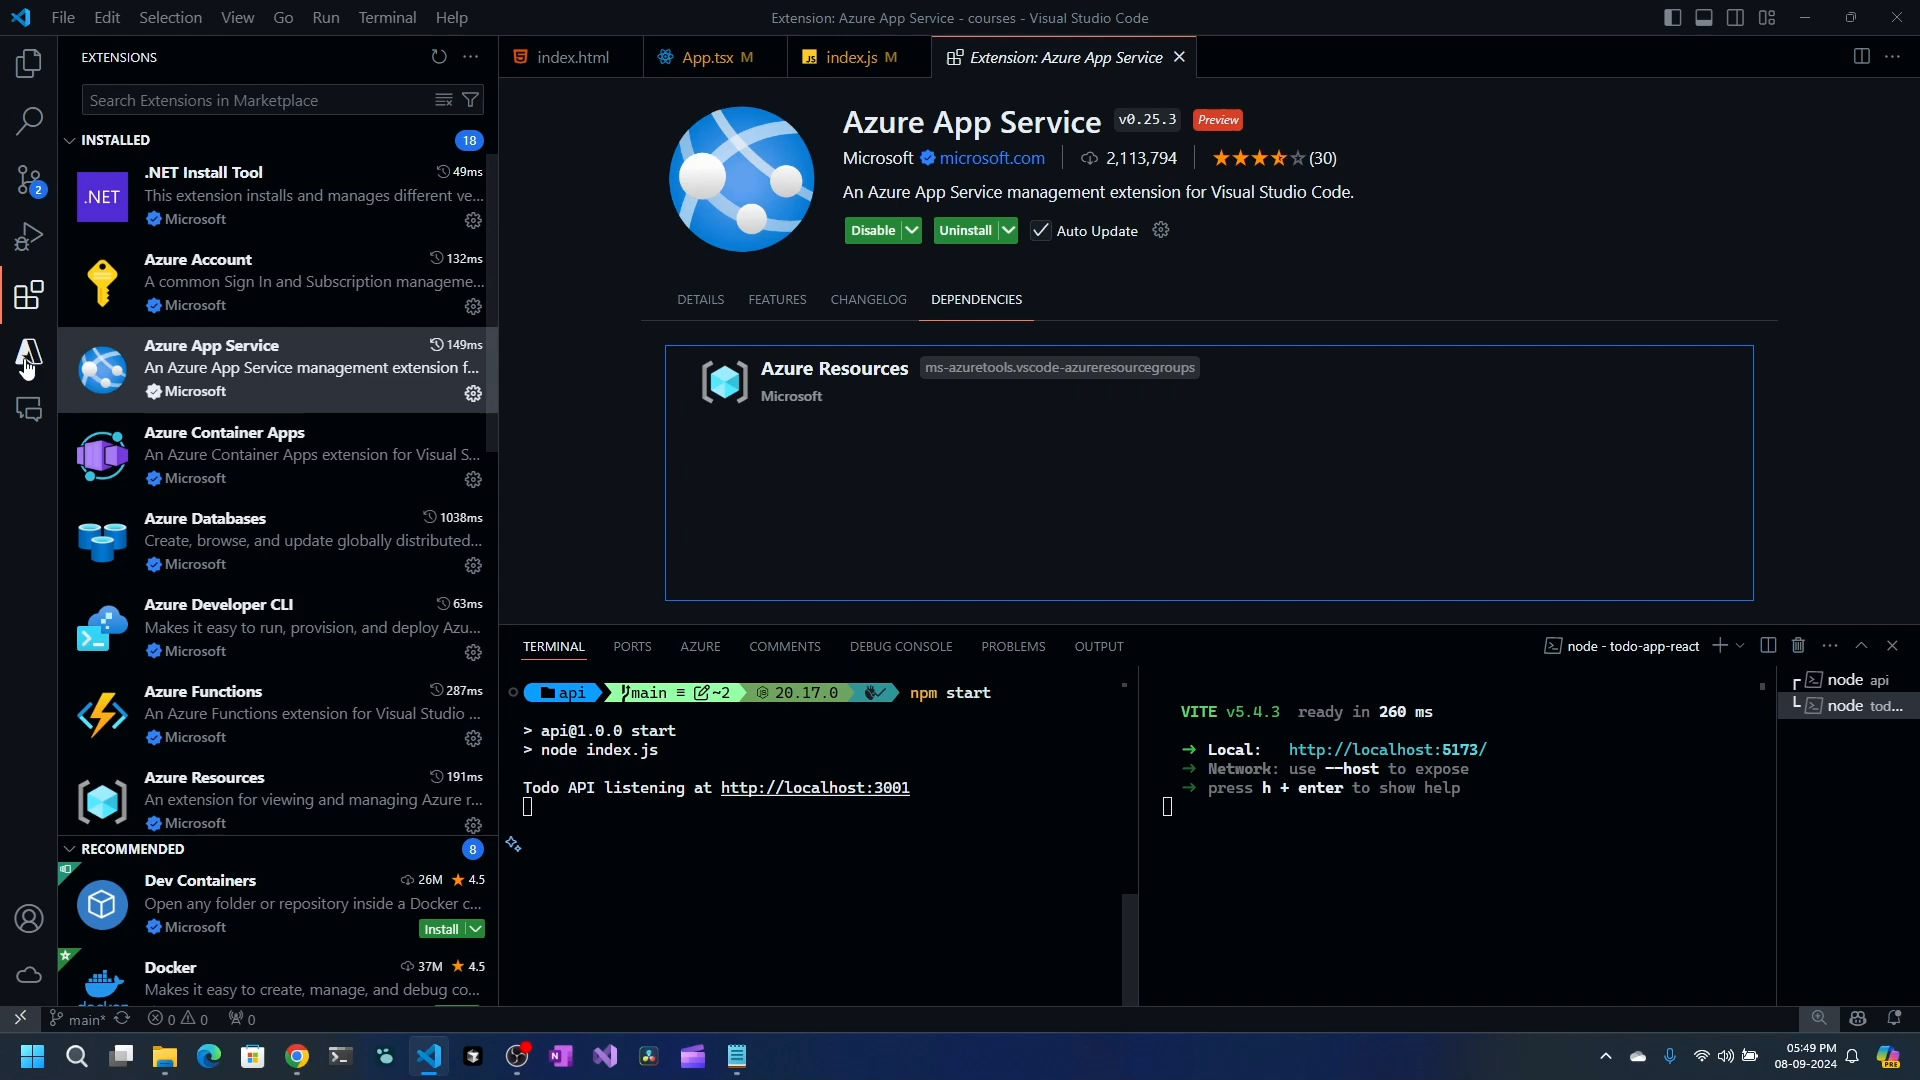 File Edit Selection View Go Run Terminal Help
Extension: Azure App Service - courses - Visual Studio Code
EXTENSIONS
index.html
App.tsx M
JS index.js M
Extension: Azure App Service
Search Extensions in Marketplace
INSTALLED 18
.NET
.NET Install Tool 49ms
This extension installs and manages different ve...
Microsoft
2
Azure Account 132ms
A common Sign In and Subscription manageme...
Microsoft
Azure App Service 149ms
An Azure App Service management extension f...
Microsoft
Azure Container Apps
An Azure Container Apps extension for Visual S...
Microsoft
Azure Databases 1038ms
Create, browse, and update globally distributed...
Microsoft
Azure Developer CLI 63ms
Makes it easy to run, provision, and deploy Azu...
Microsoft
Azure Functions 287ms
An Azure Functions extension for Visual Studio ...
Microsoft
Azure Resources 191ms
An extension for viewing and managing Azure r...
Microsoft
RECOMMENDED 8
Dev Containers 26M 4.5
Open any folder or repository inside a Docker c...
Microsoft
Install
Docker 37M 4.5
Makes it easy to create, manage, and debug co...
Azure App Service v0.25.3 Preview
Microsoft microsoft.com 2,113,794 (30)
An Azure App Service management extension for Visual Studio Code.
Disable Uninstall Auto Update
DETAILS FEATURES CHANGELOG DEPENDENCIES
Azure Resources ms-azuretools.vscode-azureresourcegroups
Microsoft
TERMINAL PORTS AZURE COMMENTS DEBUG CONSOLE PROBLEMS OUTPUT
node - todo-app-react
api main ≡ ~2 20.17.0 npm start
> api@1.0.0 start
> node index.js
Todo API listening at http://localhost:3001
VITE v5.4.3 ready in 260 ms
➜ Local: http://localhost:5173/
➜ Network: use --host to expose
➜ press h + enter to show help
node api
node tod...
main* 0 0 0
05:49 PM
08-09-2024
PRE